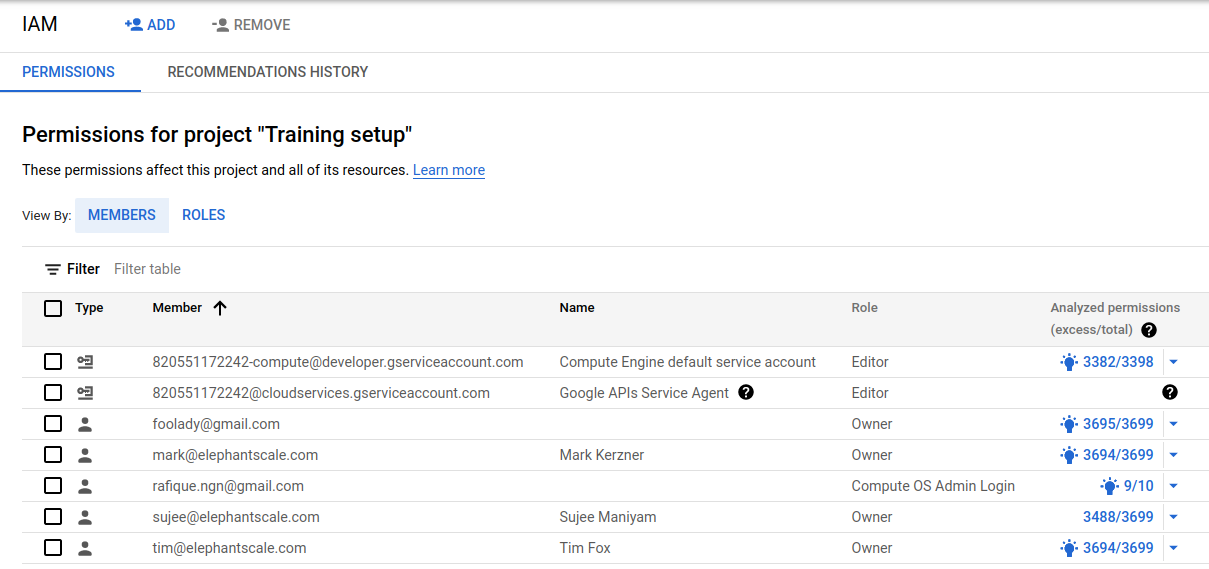 IAM ADD REMOVE
PERMISSIONS RECOMMENDATIONS HISTORY
Permissions for project "Training setup"
These permissions affect this project and all of its resources. Learn more
View By: MEMBERS ROLES
Filter Filter table
Type Member Name Role Analyzed permissions
(excess/total) ?
820551172242-compute@developer.gserviceaccount.com Compute Engine default service account Editor 3382/3398
820551172242@cloudservices.gserviceaccount.com Google APIs Service Agent ? Editor ?
foolady@gmail.com Owner 3695/3699
mark@elephantscale.com Mark Kerzner Owner 3694/3699
rafique.ngn@gmail.com Compute OS Admin Login 9/10
sujee@elephantscale.com Sujee Maniyam Owner 3488/3699
tim@elephantscale.com Tim Fox Owner 3694/3699